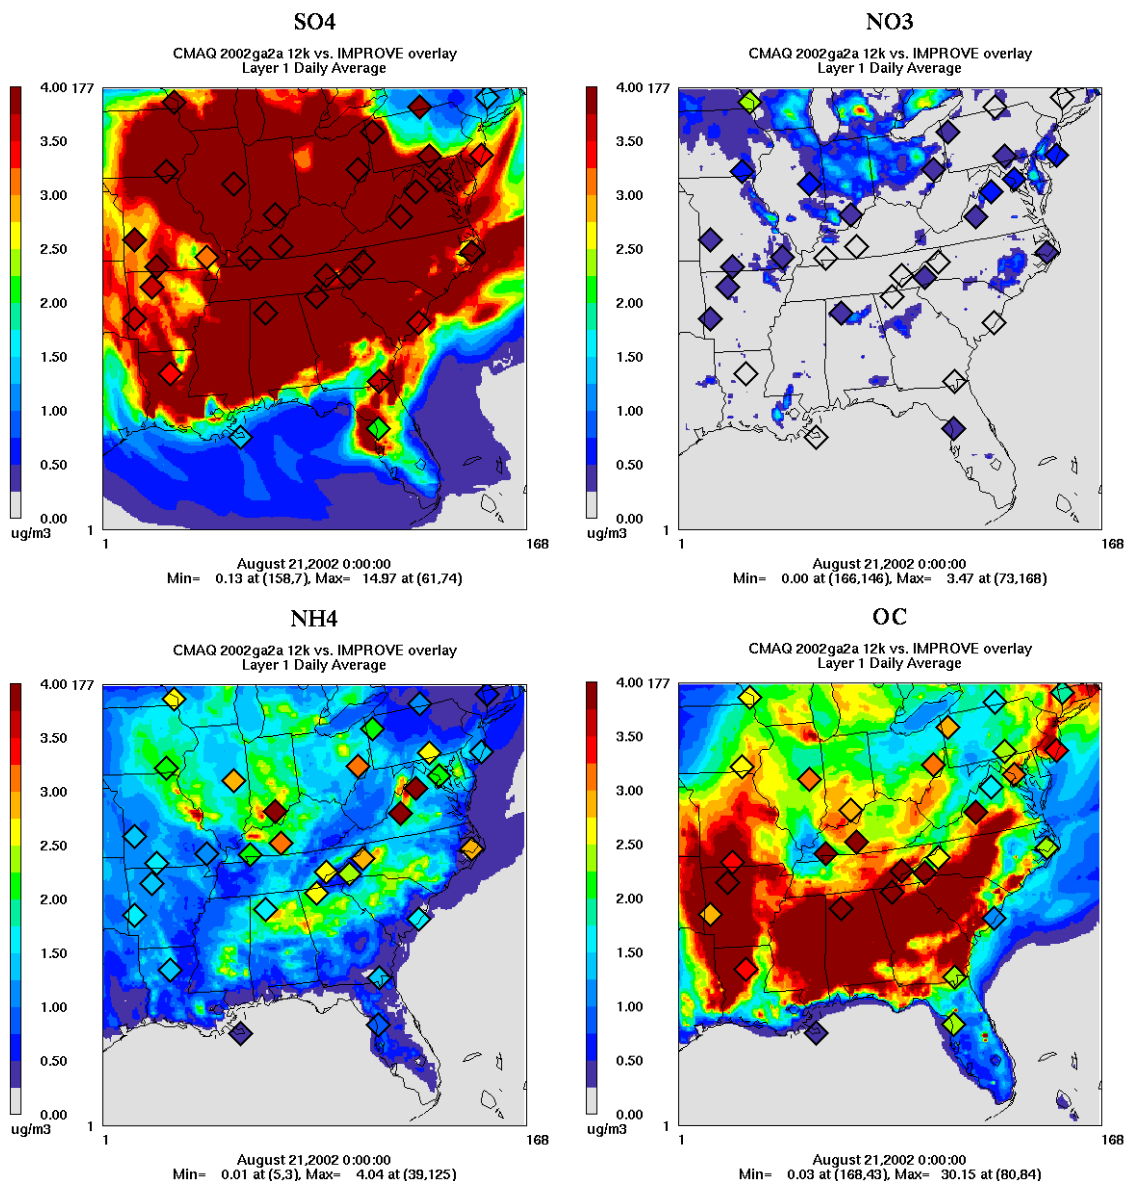 SO4
CMAQ 2002ga2a 12k vs. IMPROVE overlay
Layer 1 Daily Average
4.00 177
3.50
3.00
2.50
2.00
1.50
1.00
0.50
0.00
ug/m3
1
1 168
August 21,2002 0:00:00
Min= 0.13 at (158,7), Max= 14.97 at (61,74)
NO3
CMAQ 2002ga2a 12k vs. IMPROVE overlay
Layer 1 Daily Average
4.00 177
3.50
3.00
2.50
2.00
1.50
1.00
0.50
0.00
ug/m3
1
1 168
August 21,2002 0:00:00
Min= 0.00 at (166,146), Max= 3.47 at (73,168)
NH4
CMAQ 2002ga2a 12k vs. IMPROVE overlay
Layer 1 Daily Average
4.00 177
3.50
3.00
2.50
2.00
1.50
1.00
0.50
0.00
ug/m3
1
1 168
August 21,2002 0:00:00
Min= 0.01 at (5,3), Max= 4.04 at (39,125)
OC
CMAQ 2002ga2a 12k vs. IMPROVE overlay
Layer 1 Daily Average
4.00 177
3.50
3.00
2.50
2.00
1.50
1.00
0.50
0.00
ug/m3
1
1 168
August 21,2002 0:00:00
Min= 0.03 at (168,43), Max= 30.15 at (80,84)